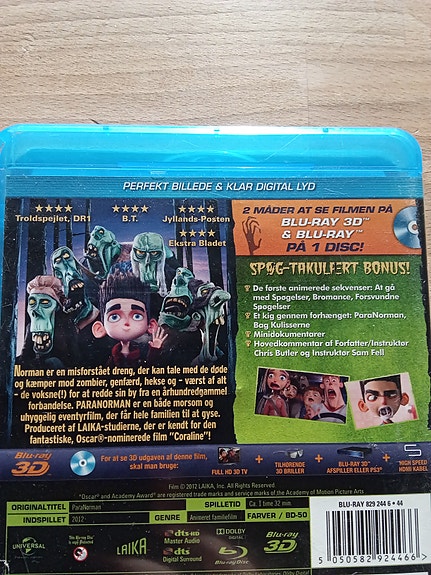 PERFEKT BILLEDE & KLAR DIGITAL LYD
★★★★
Troldspejlet, DR1
★★★★
B.T.
★★★★
Jyllands-Posten
★★★★
Ekstra Bladet
Norman er en misforstået dreng, der kan tale med de døde
og kæmper mod zombier, genfærd, hekse og - værst af alt
- de voksne(!) for at redde sin by fra en århundredgammel
forbandelse. PARANORMAN er en både morsom og
uhyggelig eventyrfilm, der får hele familien til at gyse.
Produceret af LAIKA-studierne, der er kendt for den
fantastiske, Oscar®-nominerede film "Coraline"!
2 MÅDER AT SE FILMEN PÅ
BLU-RAY 3D™
& BLU-RAY™
PÅ 1 DISC!
SPØG-TAKULFERT BONUS!
De første animerede sekvenser: At gå
med Spøgelser, Bromance, Forsvundne
Spøgelser
Et kig gennem forhænget: ParaNorman,
Bag Kulisserne
Minidokumentarer
Hovedkommentar af Forfatter/Instruktør
Chris Butler og Instruktør Sam Fell
Blu-ray
3D
For at se 3D udgaven af denne film,
skal man bruge:
FULL HD 3D TV
+
TILHØRENDE
3D BRILLER
+
BLU-RAY 3D™
AFSPILLER ELLER PS3
+
HIGH SPEED
HDMI KABEL
Film © 2012 LAIKA, Inc. All Rights Reserved.
"Oscar" and Academy Award® are registered trademark and service marks of the Academy of Motion Picture Arts
ORIGINALTITEL
ParaNorman
SPILLETID
Ca. 1 time 32 min.
INDSPILLET
2012
GENRE
Animeret familiefilm
FARVER / BD-50
BLU-RAY 829 244 6 • 44
UNIVERSAL
LAIKA
dts-HD
Master Audio
dts
Digital Surround
DOLBY
DIGITAL
Blu-ray
Blu-ray
3D
5 050582 924466 >